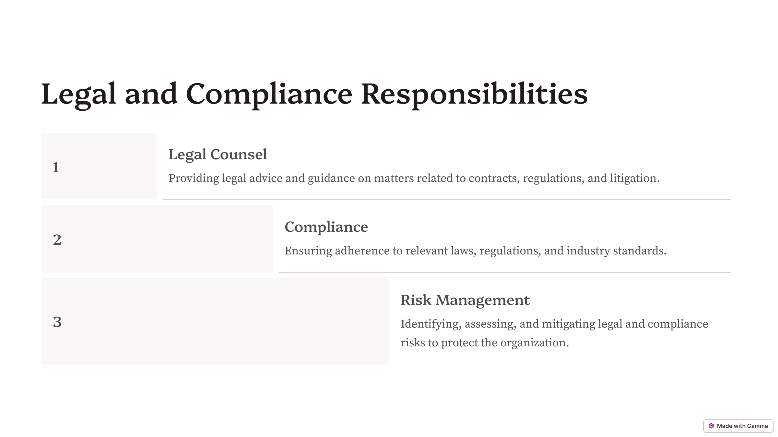 Legal and Compliance Responsibilities
1
Legal Counsel
Providing legal advice and guidance on matters related to contracts, regulations, and litigation.
2
Compliance
Ensuring adherence to relevant laws, regulations, and industry standards.
3
Risk Management
Identifying, assessing, and mitigating legal and compliance
risks to protect the organization.
Made with Gamma